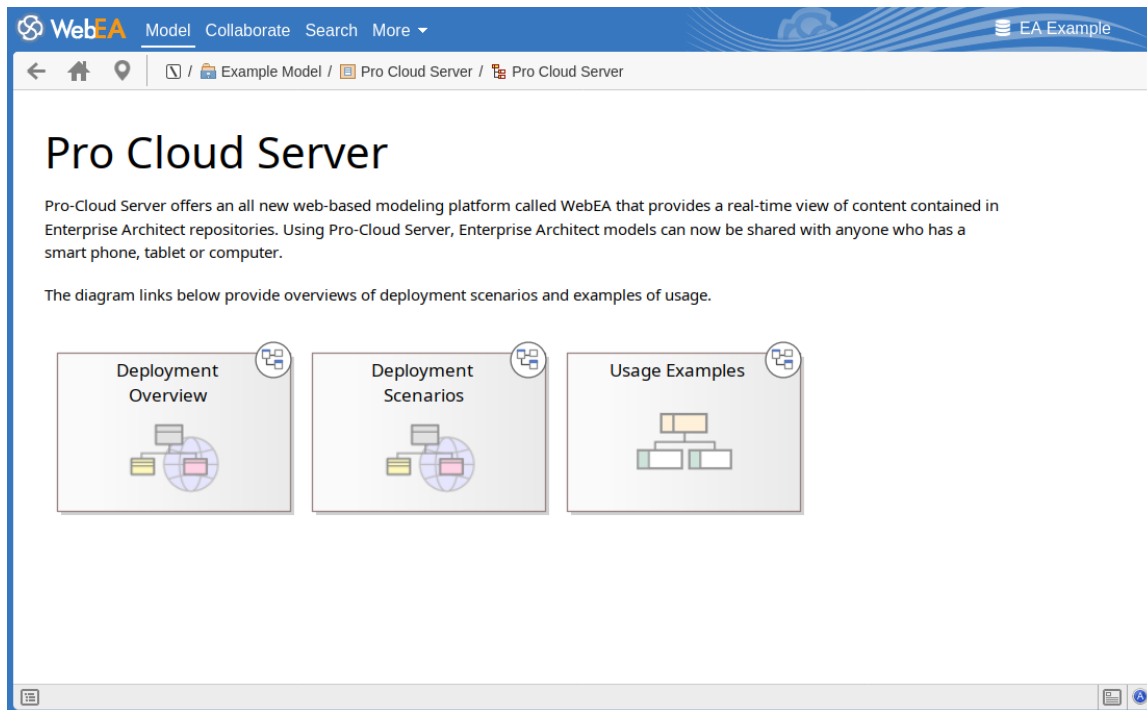 WebEA Model Collaborate Search More EA Example
/ Example Model / Pro Cloud Server / Pro Cloud Server
Pro Cloud Server
Pro-Cloud Server offers an all new web-based modeling platform called WebEA that provides a real-time view of content contained in
Enterprise Architect repositories. Using Pro-Cloud Server, Enterprise Architect models can now be shared with anyone who has a
smart phone, tablet or computer.
The diagram links below provide overviews of deployment scenarios and examples of usage.
Deployment
Overview
Deployment
Scenarios
Usage Examples
A